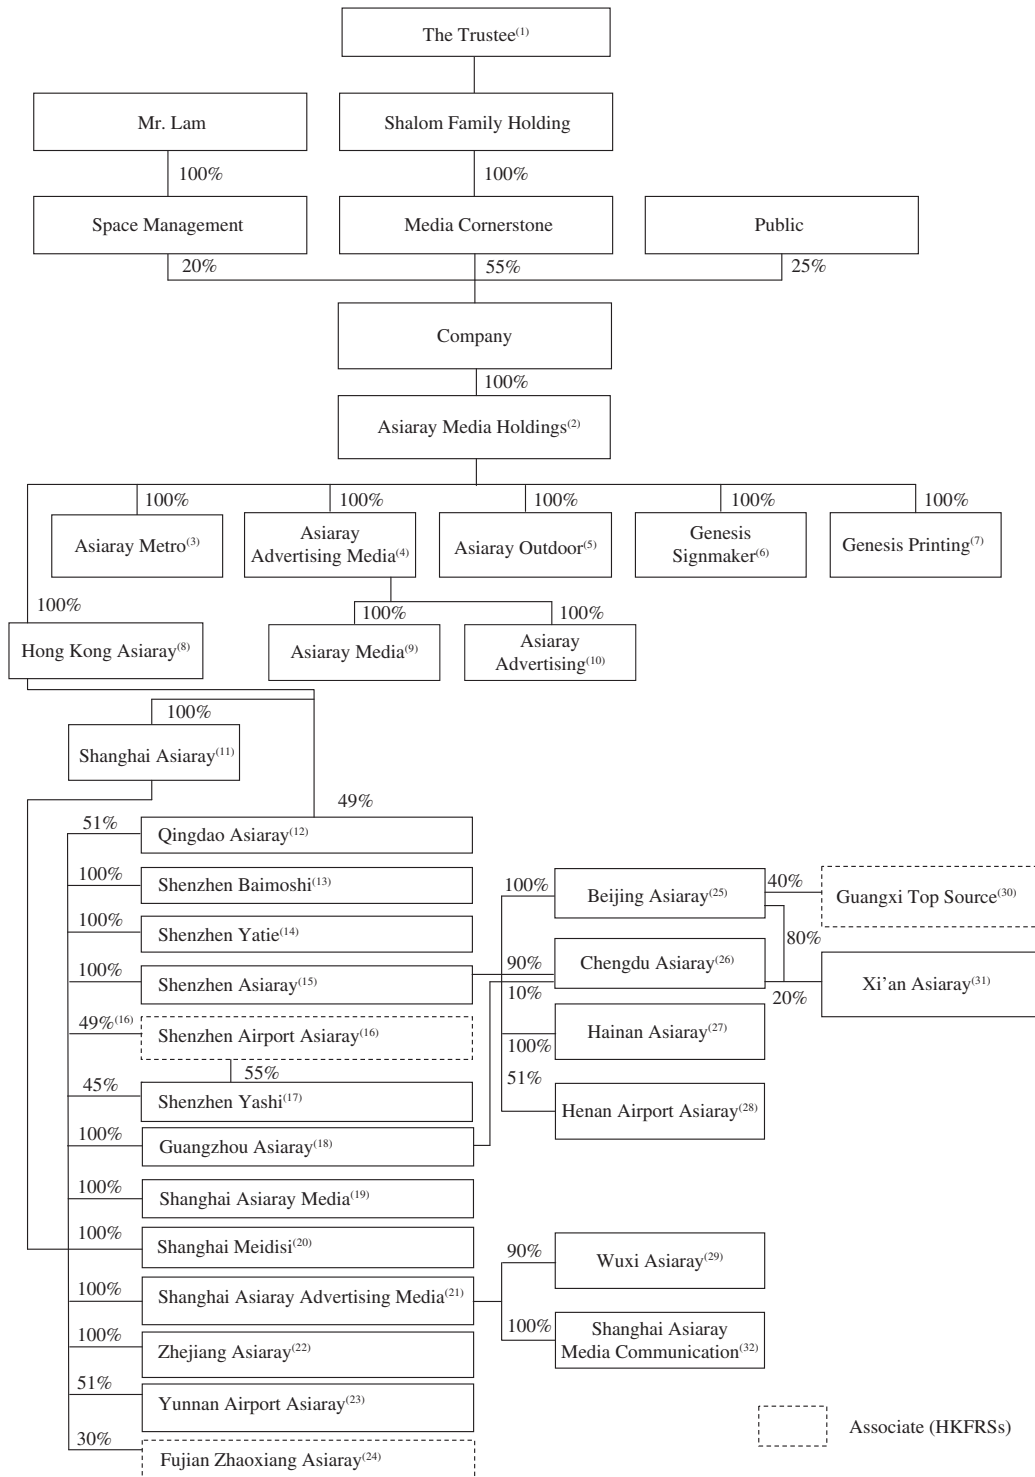 The Trustee(1)
Mr. Lam
Shalom Family Holding
100%
100%
Space Management
Media Cornerstone
Public
20%
55%
25%
Company
100%
Asiaray Media Holdings(2)
100%
100%
100%
100%
100%
Asiaray Metro(3)
Asiaray
Advertising Media(4)
Asiaray Outdoor(5)
Genesis
Signmaker(6)
Genesis Printing(7)
100%
100%
100%
Hong Kong Asiaray(8)
Asiaray Media(9)
Asiaray
Advertising(10)
100%
Shanghai Asiaray(11)
49%
51%
Qingdao Asiaray(12)
100%
Shenzhen Baimoshi(13)
100%
Beijing Asiaray(25)
40%
Guangxi Top Source(30)
100%
Shenzhen Yatie(14)
80%
100%
Shenzhen Asiaray(15)
90%
Chengdu Asiaray(26)
10%
20%
Xi’an Asiaray(31)
49%(16)
Shenzhen Airport Asiaray(16)
100%
Hainan Asiaray(27)
55%
45%
Shenzhen Yashi(17)
51%
Henan Airport Asiaray(28)
100%
Guangzhou Asiaray(18)
100%
Shanghai Asiaray Media(19)
100%
Shanghai Meidisi(20)
90%
Wuxi Asiaray(29)
100%
Shanghai Asiaray Advertising Media(21)
100%
Shanghai Asiaray
Media Communication(32)
100%
Zhejiang Asiaray(22)
51%
Yunnan Airport Asiaray(23)
30%
Fujian Zhaoxiang Asiaray(24)
Associate (HKFRSs)